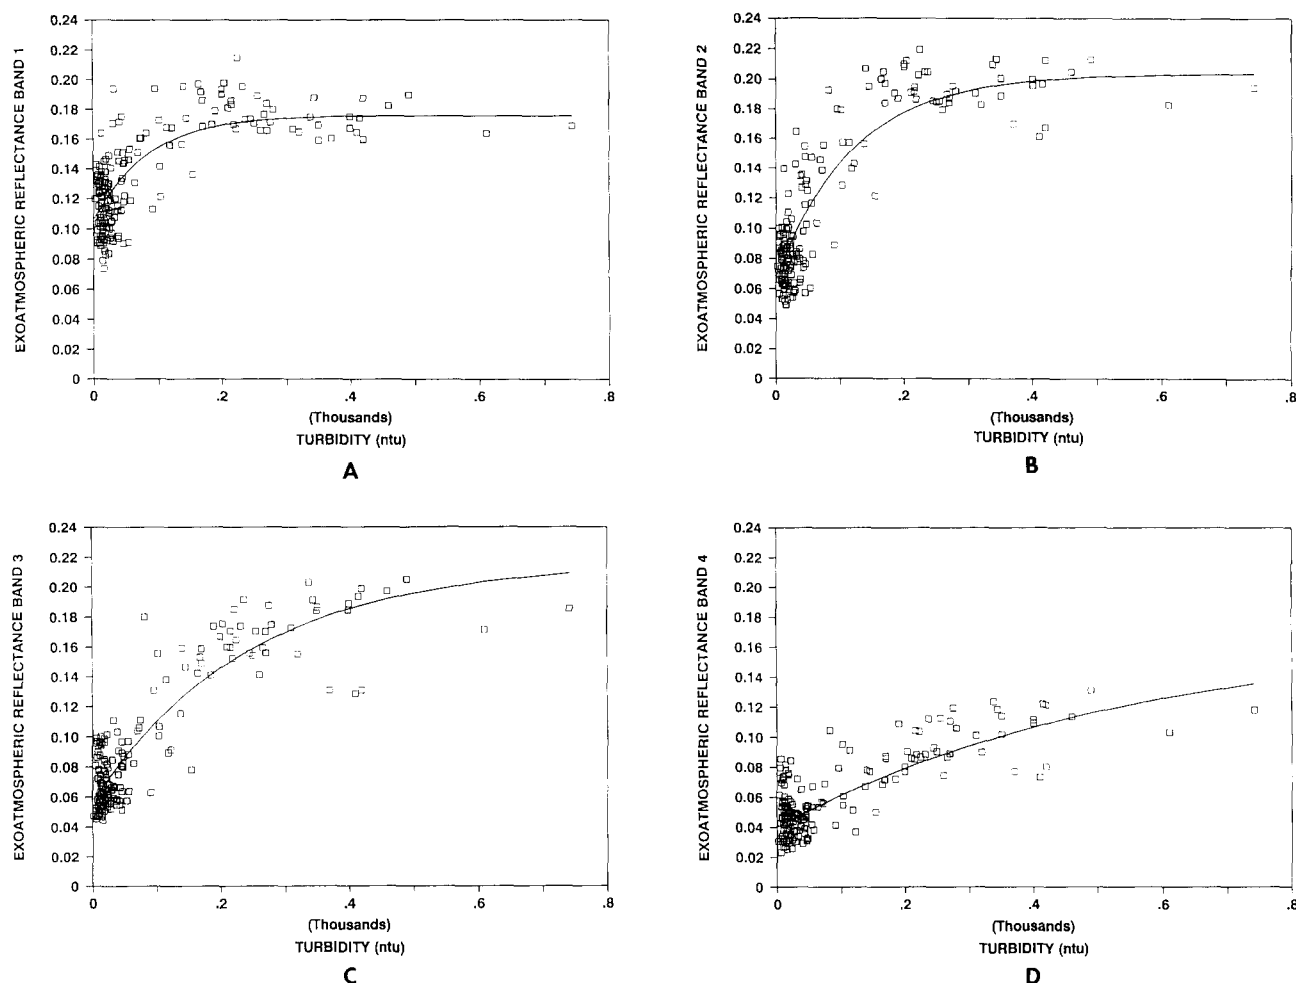 EXOATMOSPHERIC REFLECTANCE BAND 1
0.24
0.22
0.20
0.18
0.16
0.14
0.12
0.10
0.08
0.06
0.04
0.02
0
0 .2 .4 .6 .8
(Thousands)
TURBIDITY (ntu)
A
EXOATMOSPHERIC REFLECTANCE BAND 2
0.24
0.22
0.20
0.18
0.16
0.14
0.12
0.10
0.08
0.06
0.04
0.02
0
0 .2 .4 .6 .8
(Thousands)
TURBIDITY (ntu)
B
EXOATMOSPHERIC REFLECTANCE BAND 3
0.24
0.22
0.20
0.18
0.16
0.14
0.12
0.10
0.08
0.06
0.04
0.02
0
0 .2 .4 .6 .8
(Thousands)
TURBIDITY (ntu)
C
EXOATMOSPHERIC REFLECTANCE BAND 4
0.24
0.22
0.20
0.18
0.16
0.14
0.12
0.10
0.08
0.06
0.04
0.02
0
0 .2 .4 .6 .8
(Thousands)
TURBIDITY (ntu)
D